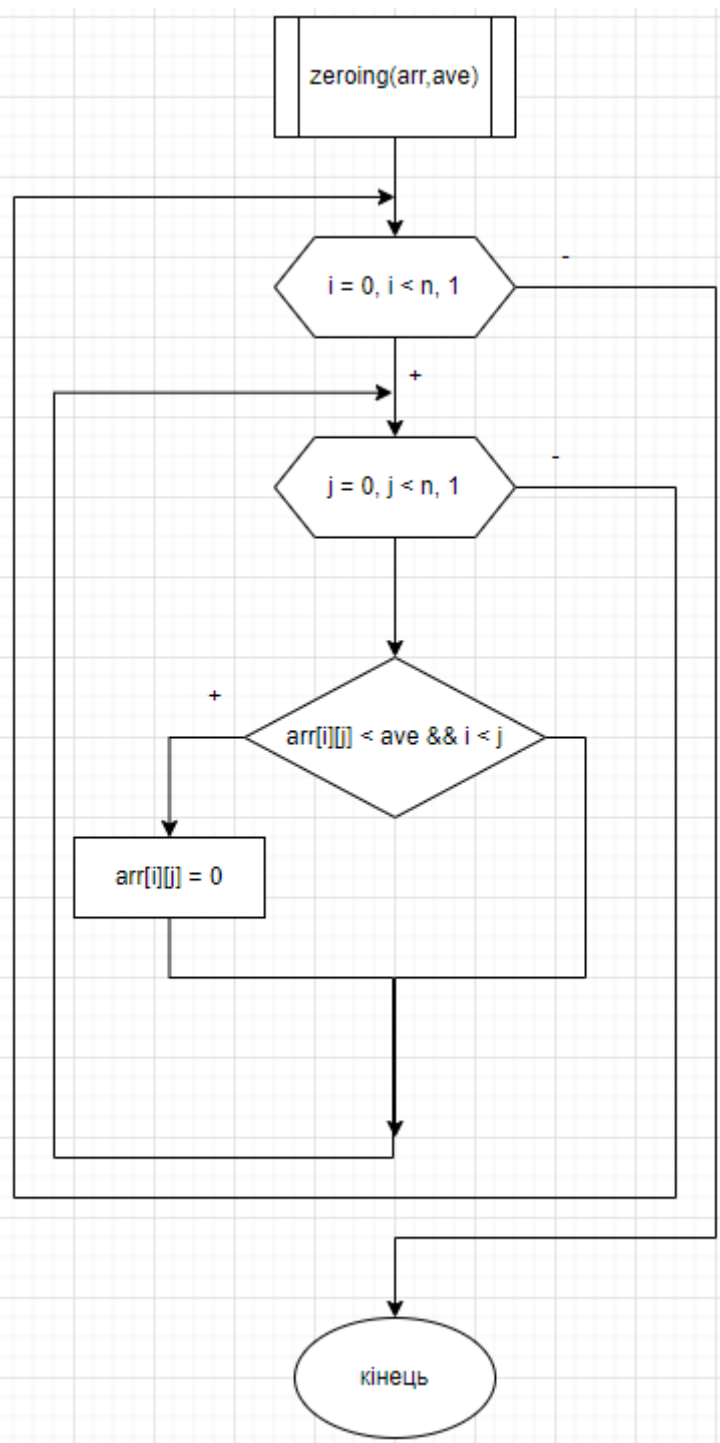 zeroing(arr,ave)
-
i = 0, i < n, 1
+
-
j = 0, j < n, 1
+
arr[i][j] < ave && i < j
arr[i][j] = 0
кінець